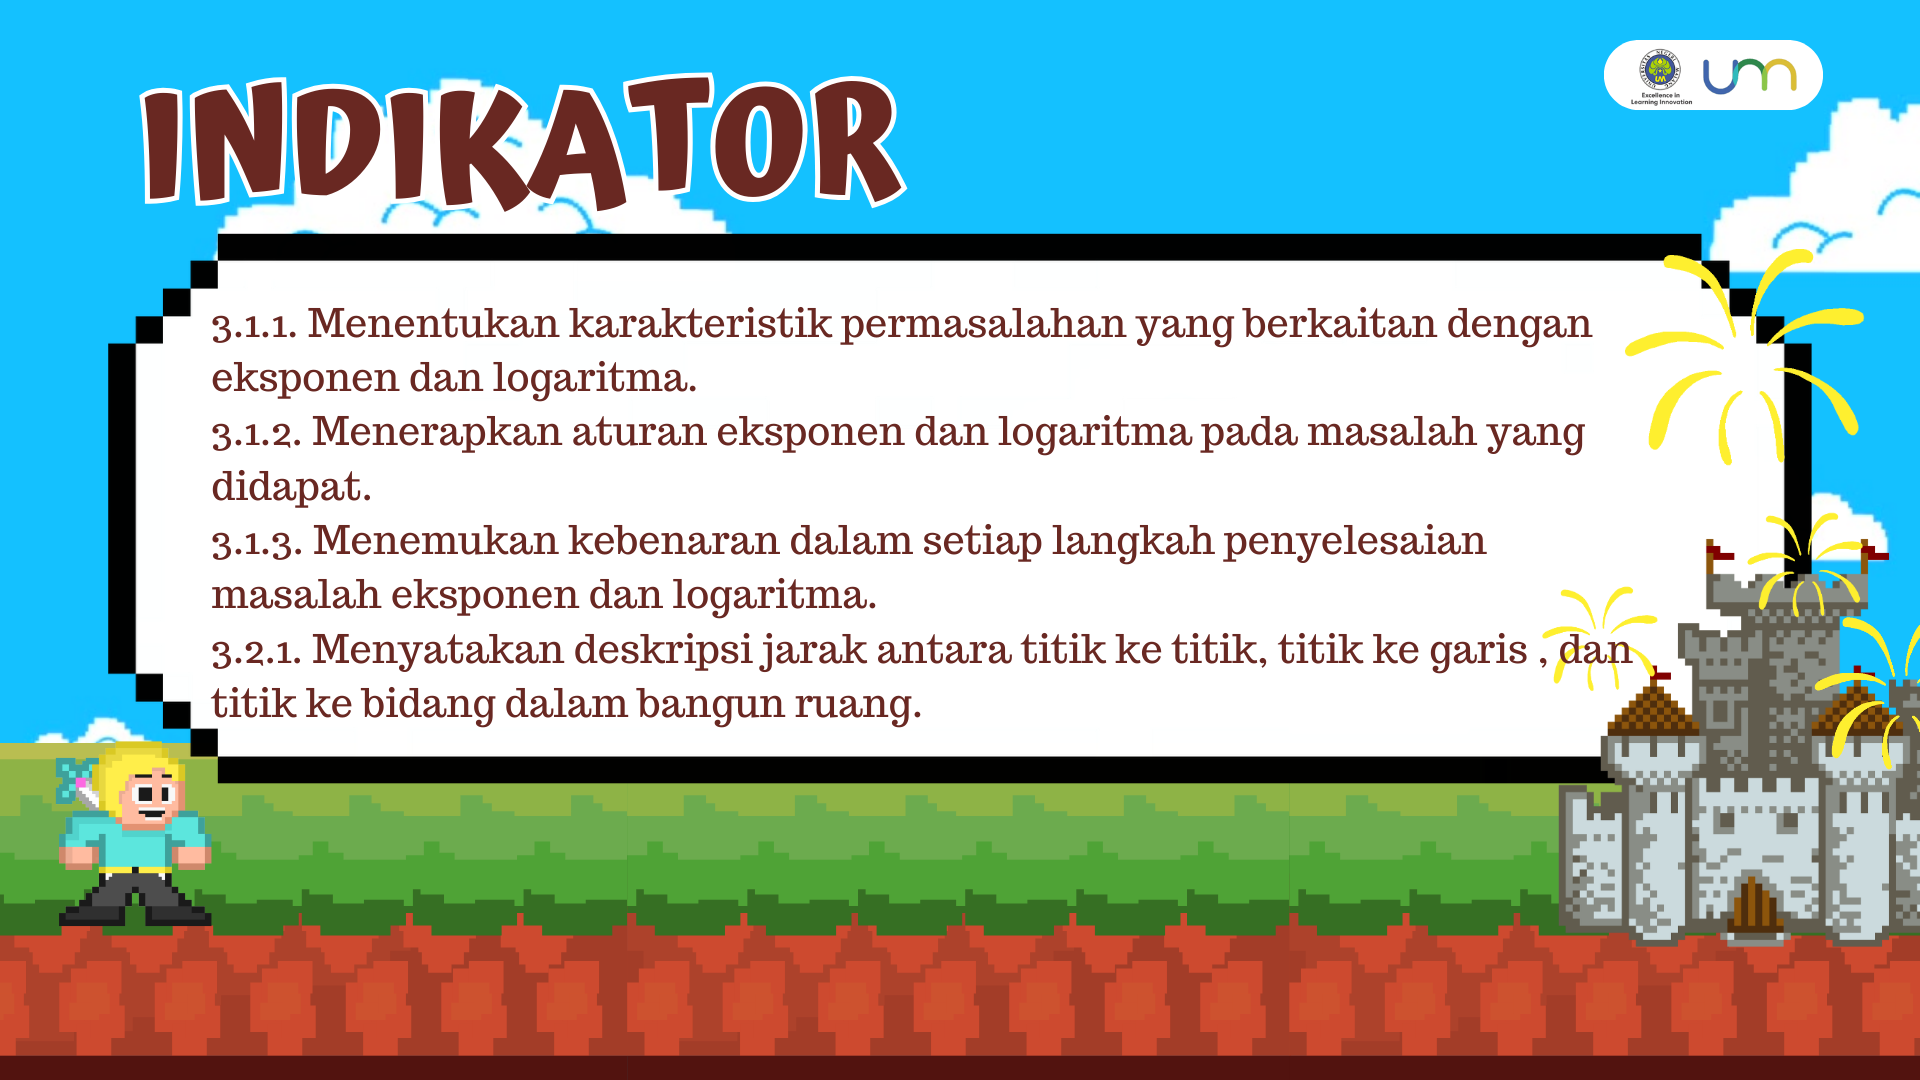 INDIKATOR
Excellence in
Learning Innovation
um
3.1.1. Menentukan karakteristik permasalahan yang berkaitan dengan
eksponen dan logaritma.
3.1.2. Menerapkan aturan eksponen dan logaritma pada masalah yang
didapat.
3.1.3. Menemukan kebenaran dalam setiap langkah penyelesaian
masalah eksponen dan logaritma.
3.2.1. Menyatakan deskripsi jarak antara titik ke titik, titik ke garis , dan
titik ke bidang dalam bangun ruang.